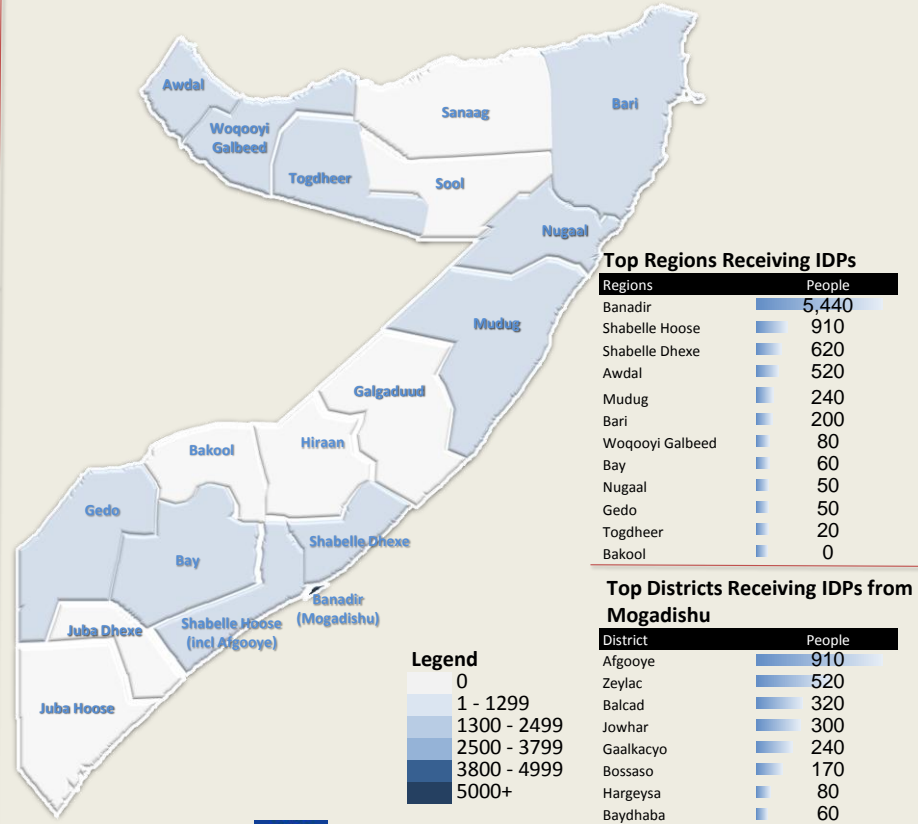 Awdal
Woqooyi
Galbeed
Togdheer
Sanaag
Bari
Sool
Nugaal
Mudug
Galgaduud
Hiraan
Bakool
Gedo
Bay
Shabelle Dhexe
Banadir
(Mogadishu)
Shabelle Hoose
(incl Afgooye)
Juba Dhexe
Juba Hoose
Legend
0
1 - 1299
1300 - 2499
2500 - 3799
3800 - 4999
5000+
Top Regions Receiving IDPs
Regions People
Banadir 5,440
Shabelle Hoose 910
Shabelle Dhexe 620
Awdal 520
Mudug 240
Bari 200
Woqooyi Galbeed 80
Bay 60
Nugaal 50
Gedo 50
Togdheer 20
Bakool 0
Top Districts Receiving IDPs from
Mogadishu
District People
Afgooye 910
Zeylac 520
Balcad 320
Jowhar 300
Gaalkacyo 240
Bossaso 170
Hargeysa 80
Baydhaba 60